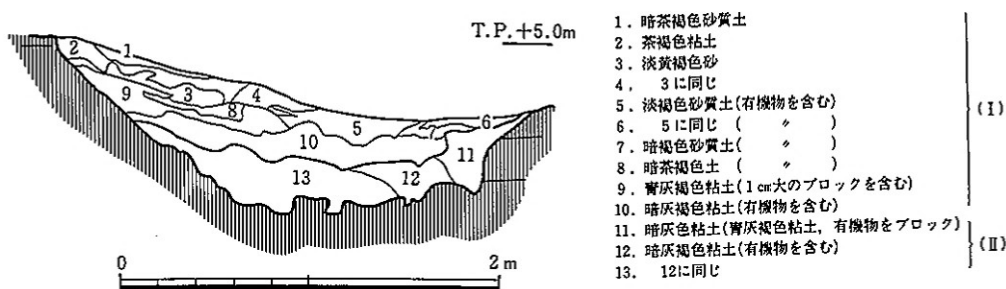 T.P.+5.0m
1
2
3
4
5
6
7
8
9
10
11
12
13
0 2m
1. 暗茶褐色砂質土
2. 茶褐色粘土
3. 淡黄褐色砂
4. 3に同じ
5. 淡褐色砂質土(有機物を含む)
6. 5に同じ ( 〃 )
7. 暗褐色砂質土( 〃 )
8. 暗茶褐色土 ( 〃 )
9. 青灰褐色粘土(1cm大のブロックを含む)
10. 暗灰褐色粘土(有機物を含む)
11. 暗灰色粘土(青灰褐色粘土,有機物をブロック)
12. 暗灰褐色粘土(有機物を含む)
13. 12に同じ
(I)
(II)